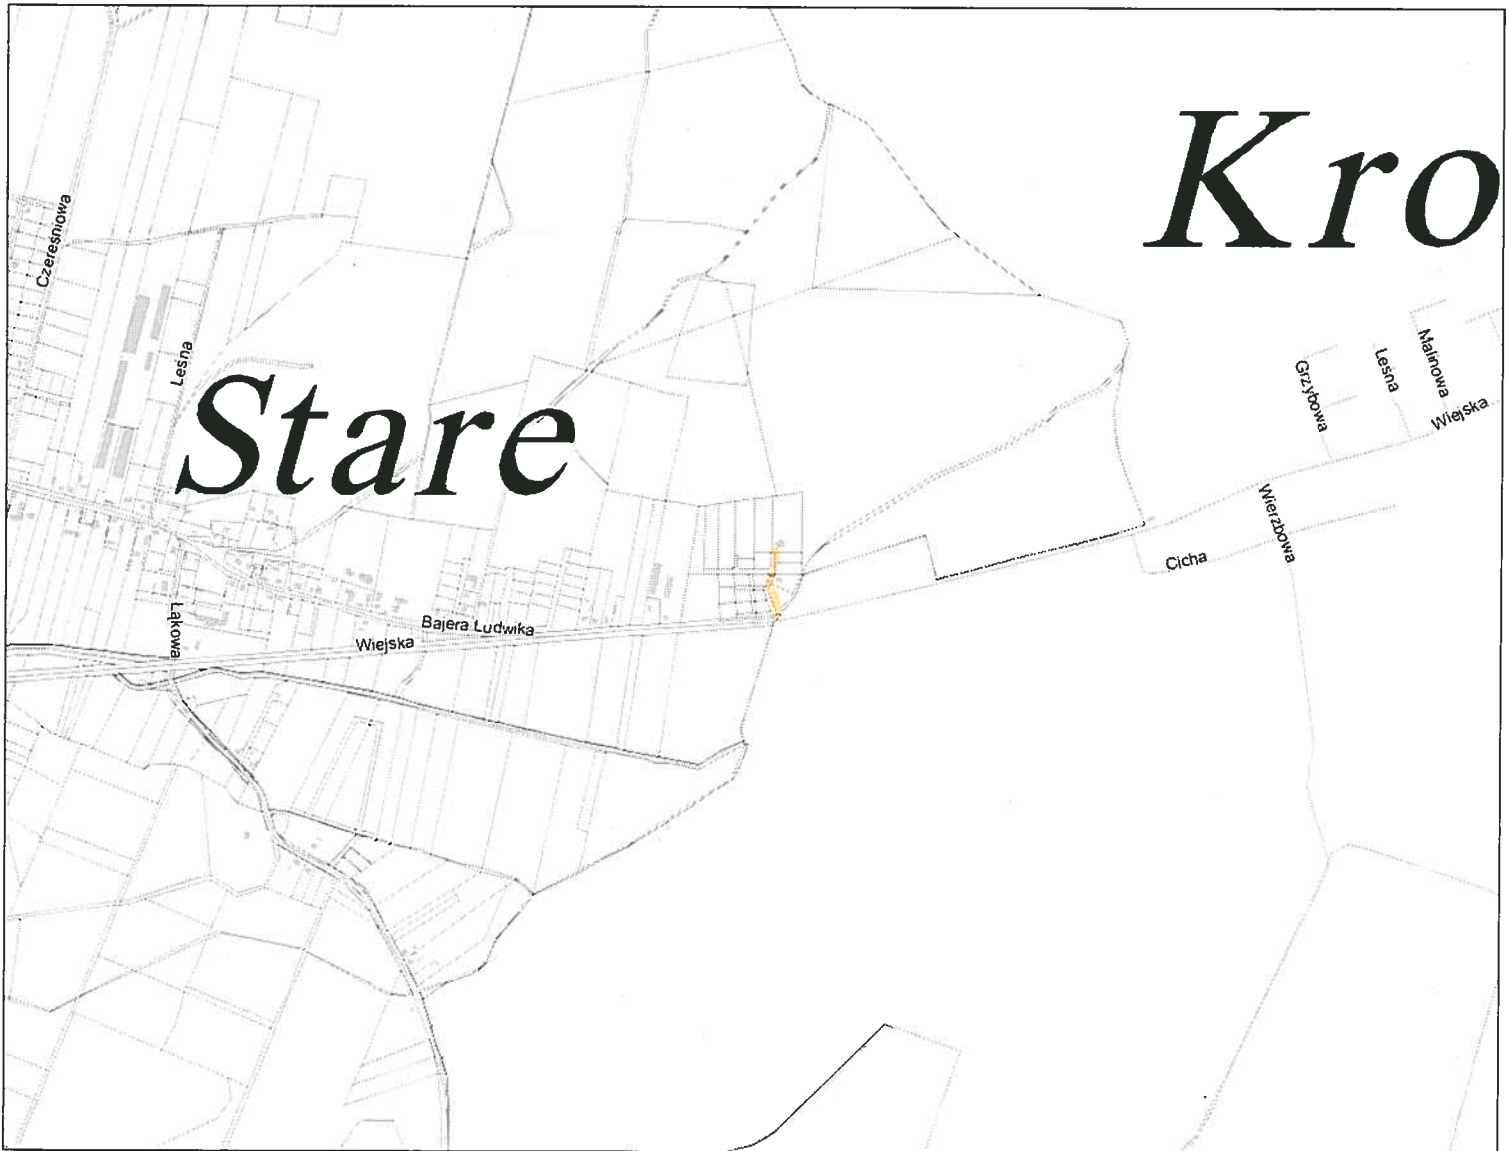 Kro
Czereśniowa
Leśna
Stare
Grzybowa
Leśna
Malinowa
Wiejska
Wierzbowa
Cicha
Łąkowa
Bajera Ludwika
Wiejska